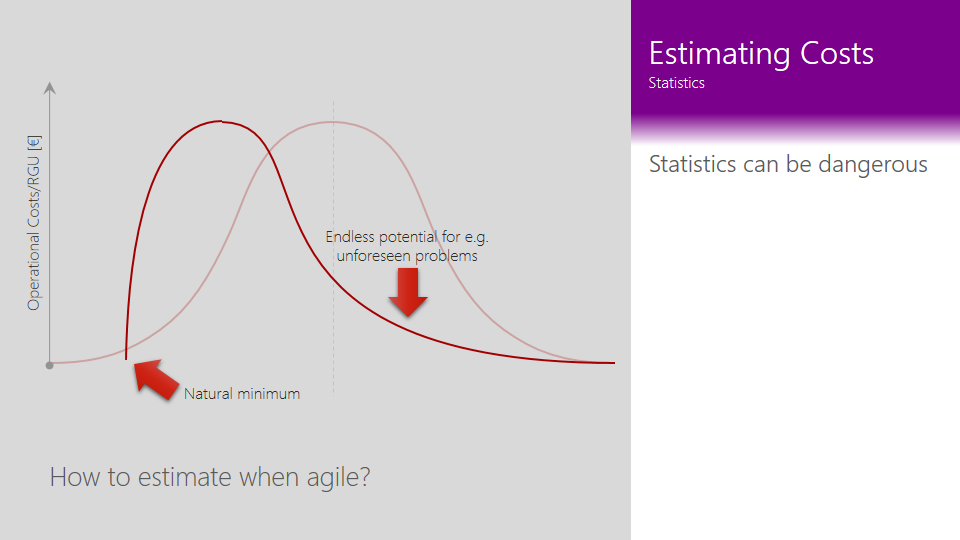 Estimating Costs
Statistics
Statistics can be dangerous
Operational Costs/RGU [€]
Endless potential for e.g.
unforeseen problems
Natural minimum
How to estimate when agile?